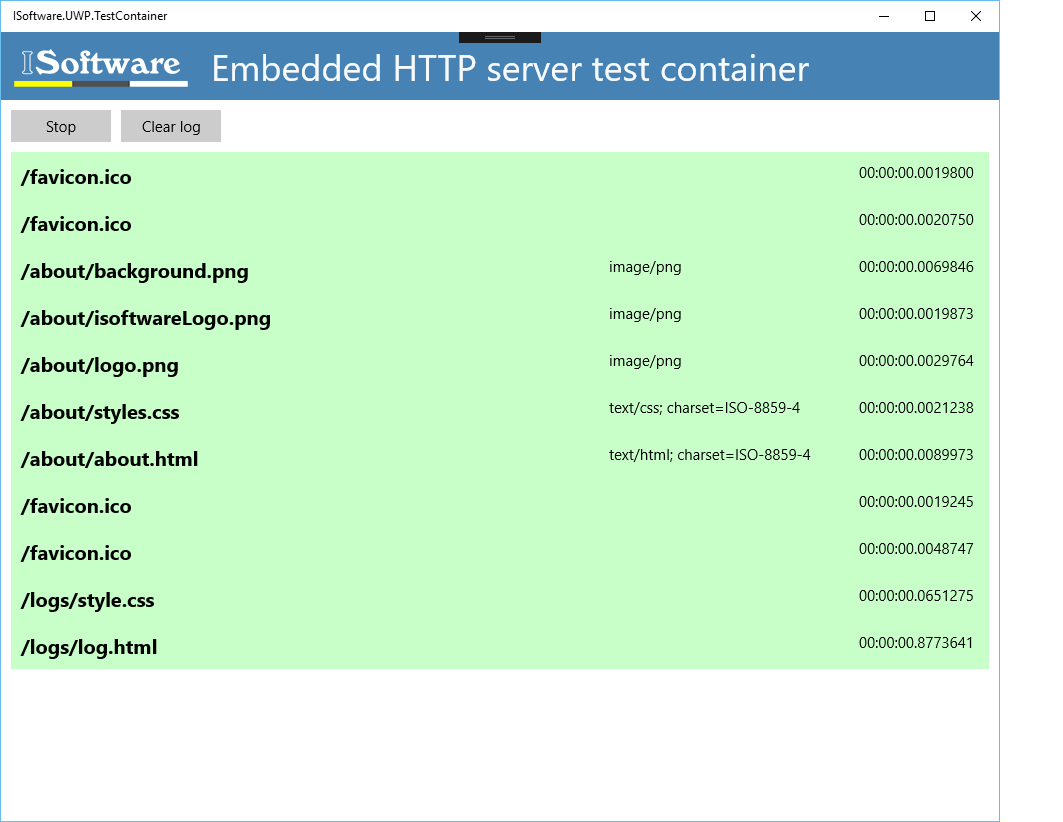 ISoftware.UWP.TestContainer
ISoftware Embedded HTTP server test container
Stop Clear log
/favicon.ico 00:00:00.0019800
/favicon.ico 00:00:00.0020750
/about/background.png image/png 00:00:00.0069846
/about/isoftwareLogo.png image/png 00:00:00.0019873
/about/logo.png image/png 00:00:00.0029764
/about/styles.css text/css; charset=ISO-8859-4 00:00:00.0021238
/about/about.html text/html; charset=ISO-8859-4 00:00:00.0089973
/favicon.ico 00:00:00.0019245
/favicon.ico 00:00:00.0048747
/logs/style.css 00:00:00.0651275
/logs/log.html 00:00:00.8773641